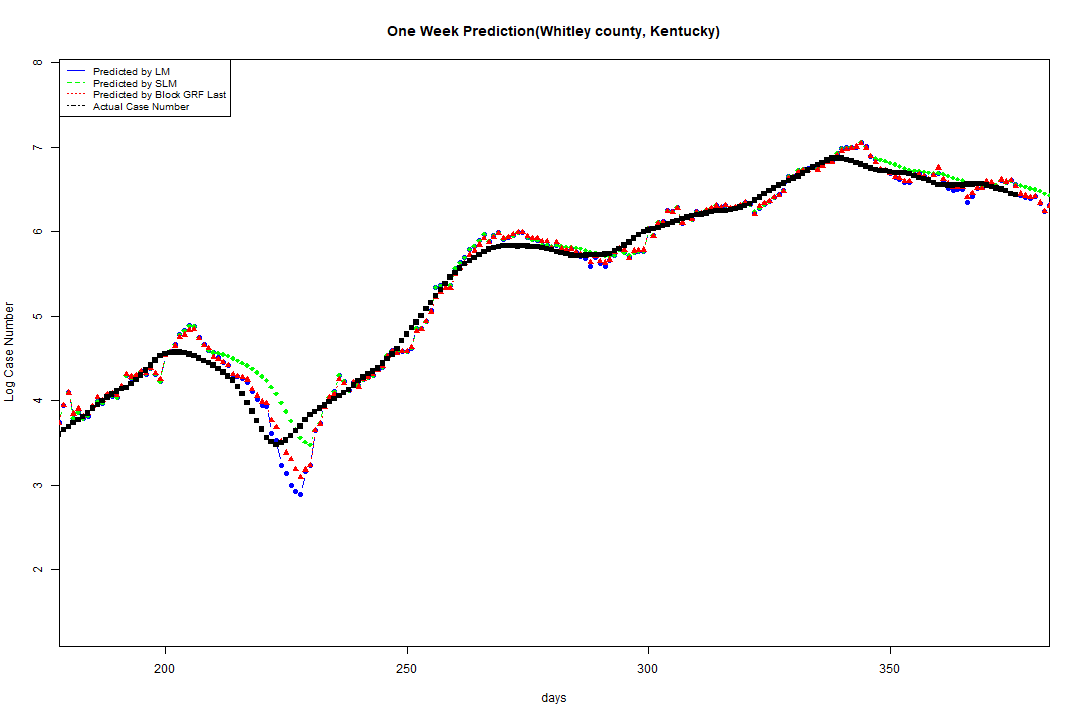 One Week Prediction(Whitley county, Kentucky)
Predicted by LM
Predicted by SLM
Predicted by Block GRF Last
Actual Case Number
8
7
6
5
4
3
2
Log Case Number
200 250 300 350
days